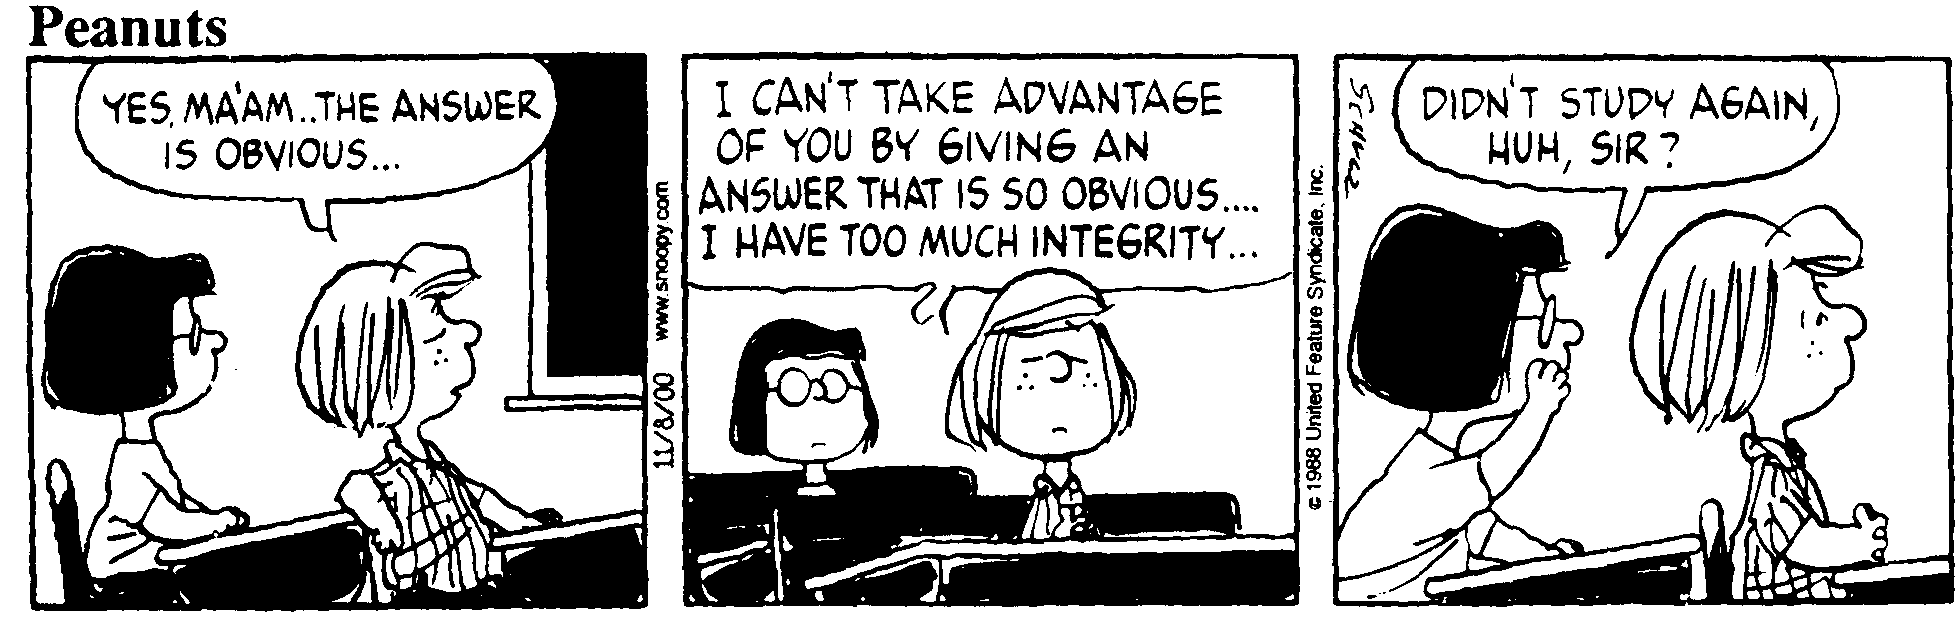 Peanuts
YES, MA'AM..THE ANSWER
IS OBVIOUS...
11/8/00 www.snoopy.com
I CAN'T TAKE ADVANTAGE
OF YOU BY GIVING AN
ANSWER THAT IS SO OBVIOUS....
I HAVE TOO MUCH INTEGRITY...
© 1988 United Feature Syndicate, Inc.
SCHULZ
DIDN'T STUDY AGAIN,
HUH, SIR?